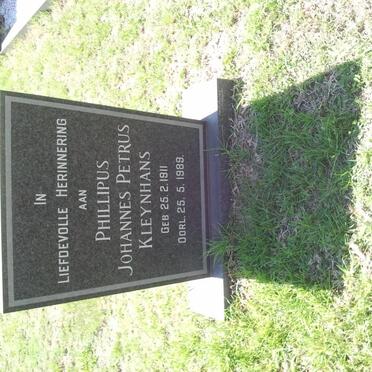 IN
LIEFDEVOLLE HERINNERING
AAN
PHILLIPUS
JOHANNES PETRUS
KLEYNHANS
GEB 25.2.1911
OORL. 25. 5. 1989.